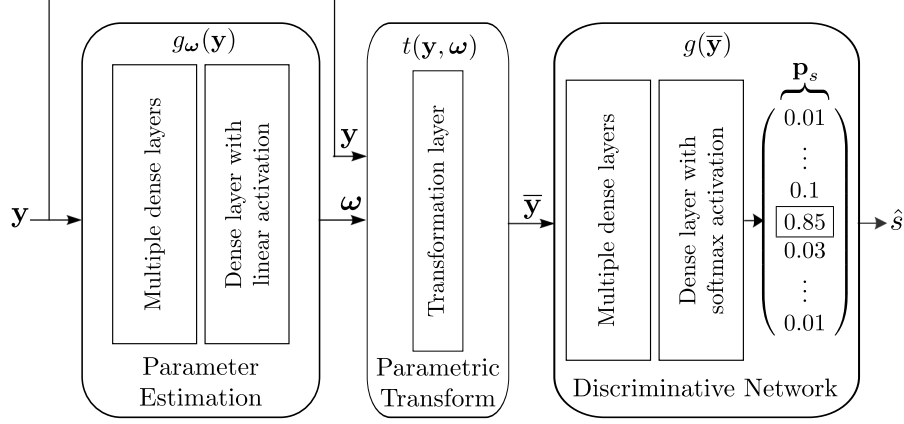 y
g_ω(y)
Multiple dense layers
Dense layer with
linear activation
Parameter
Estimation
y
ω
t(y, ω)
Transformation layer
Parametric
Transform
y̅
g(y̅)
Multiple dense layers
Dense layer with
softmax activation
p_s
0.01
⋮
0.1
0.85
0.03
⋮
0.01
Discriminative Network
ŝ